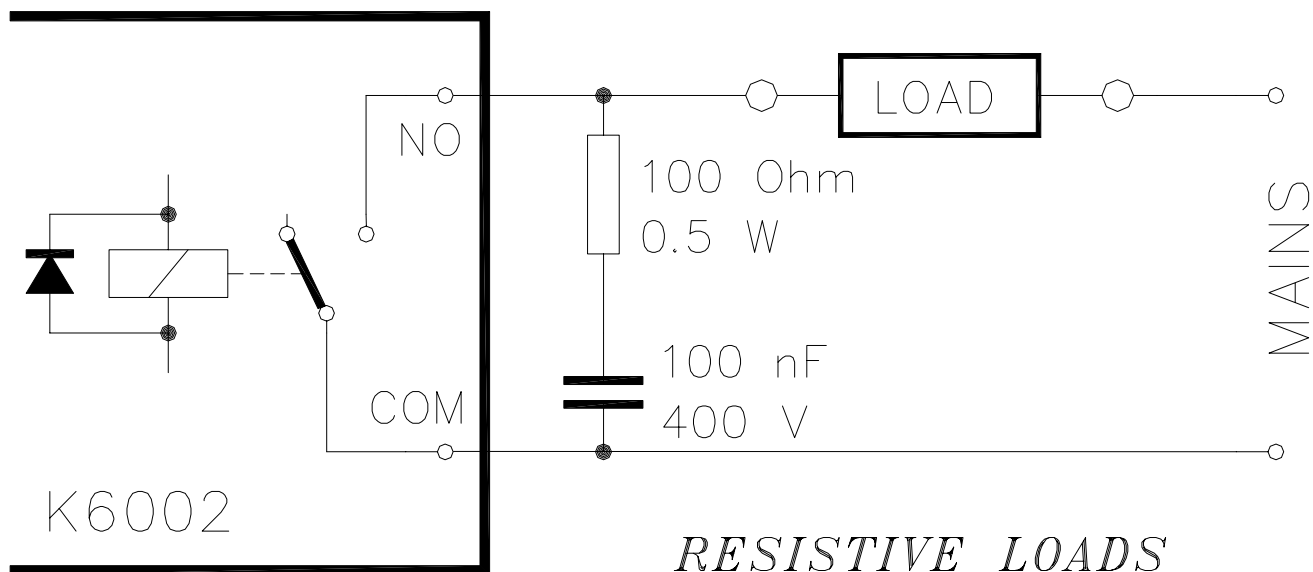 LOAD
NO
100 Ohm
0.5 W
MAINS
100 nF
400 V
COM
K6002
RESISTIVE LOADS